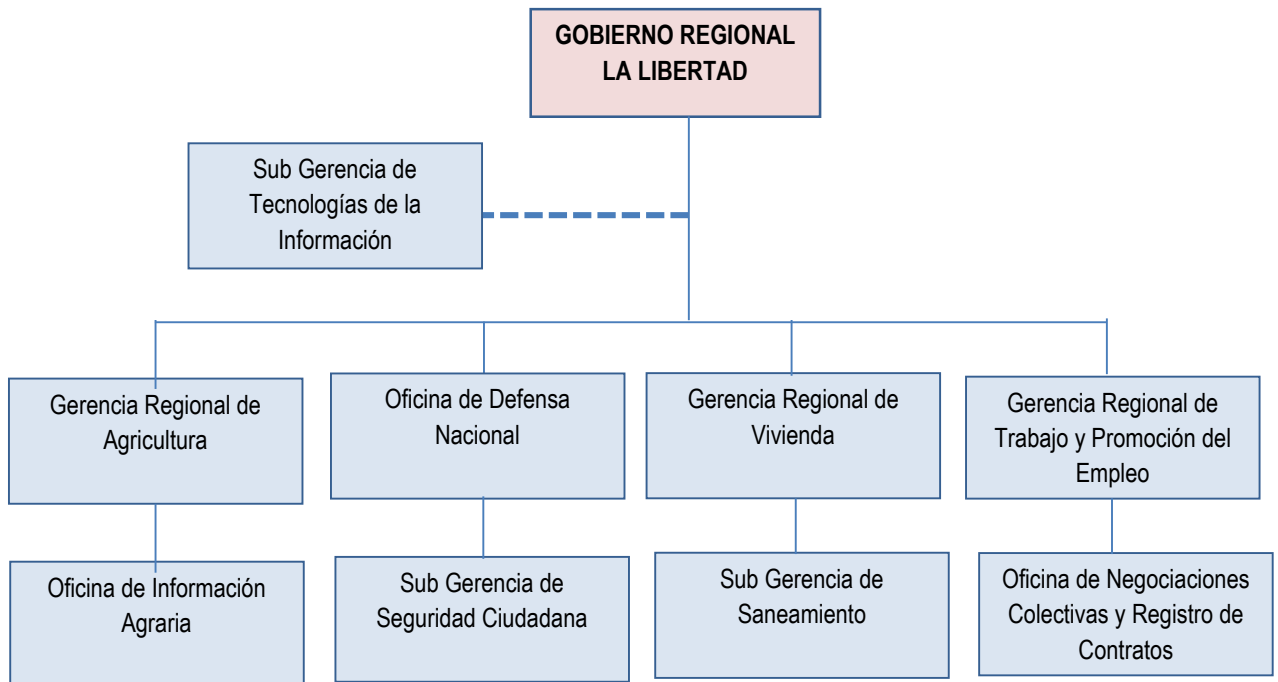 GOBIERNO REGIONAL
LA LIBERTAD
Sub Gerencia de
Tecnologías de la
Información
Gerencia Regional de
Agricultura
Oficina de Defensa
Nacional
Gerencia Regional de
Vivienda
Gerencia Regional de
Trabajo y Promoción del
Empleo
Oficina de Información
Agraria
Sub Gerencia de
Seguridad Ciudadana
Sub Gerencia de
Saneamiento
Oficina de Negociaciones
Colectivas y Registro de
Contratos